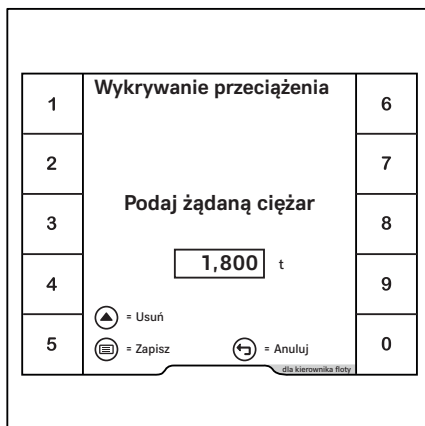 Wykrywanie przeciążenia
1
6
2
7
Podaj żądaną ciężar
3
8
1,800 t
4
9
= Usuń
5
= Zapisz
= Anuluj
0
dla kierownika floty